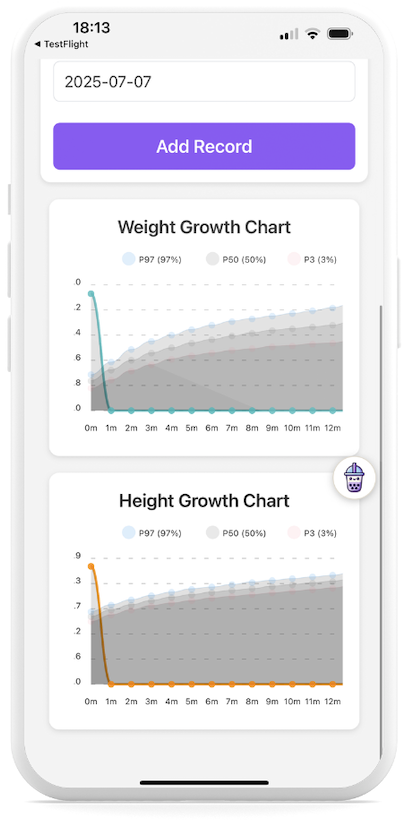 18:13
◀ TestFlight
2025-07-07
Add Record
Weight Growth Chart
P97 (97%) P50 (50%) P3 (3%)
.0
.2
.4
.6
.8
.0
0m 1m 2m 3m 4m 5m 6m 7m 8m 9m 10m 11m 12m
Height Growth Chart
P97 (97%) P50 (50%) P3 (3%)
.9
.3
.7
.2
.6
.0
0m 1m 2m 3m 4m 5m 6m 7m 8m 9m 10m 11m 12m